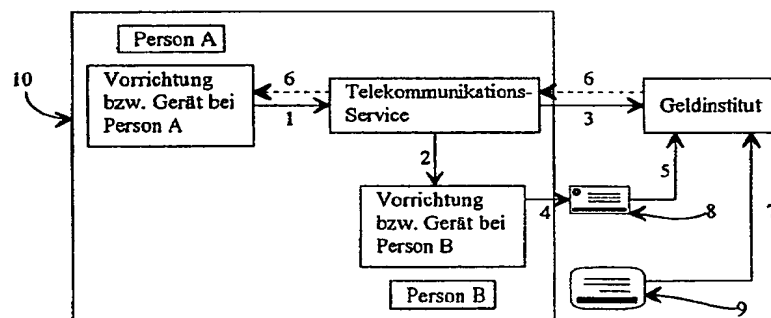 Person A
10
Vorrichtung
bzw. Gerät bei
Person A
6
1
Telekommunikations-
Service
6
3
Geldinstitut
2
5
Vorrichtung
bzw. Gerät bei
Person B
4
8
Person B
9